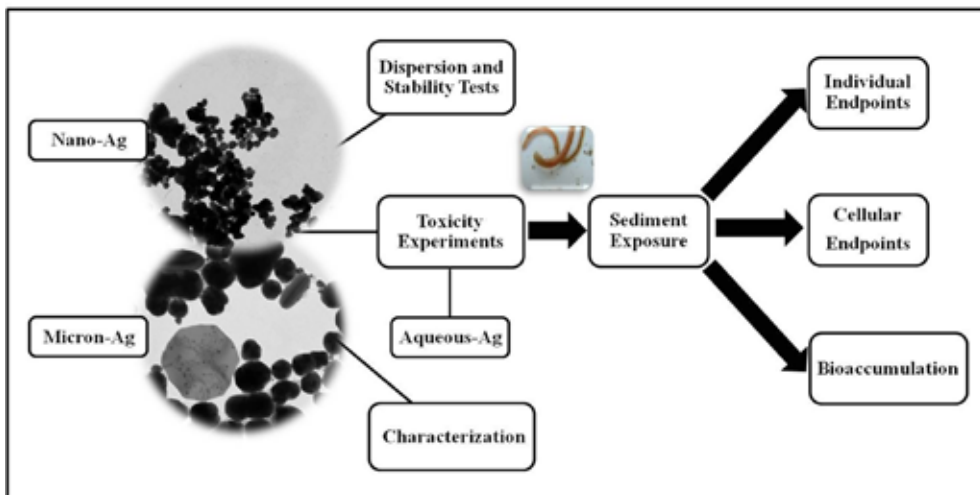 Dispersion and
Stability Tests
Nano-Ag
Individual
Endpoints
Toxicity
Experiments
Sediment
Exposure
Cellular
Endpoints
Micron-Ag
Aqueous-Ag
Bioaccumulation
Characterization